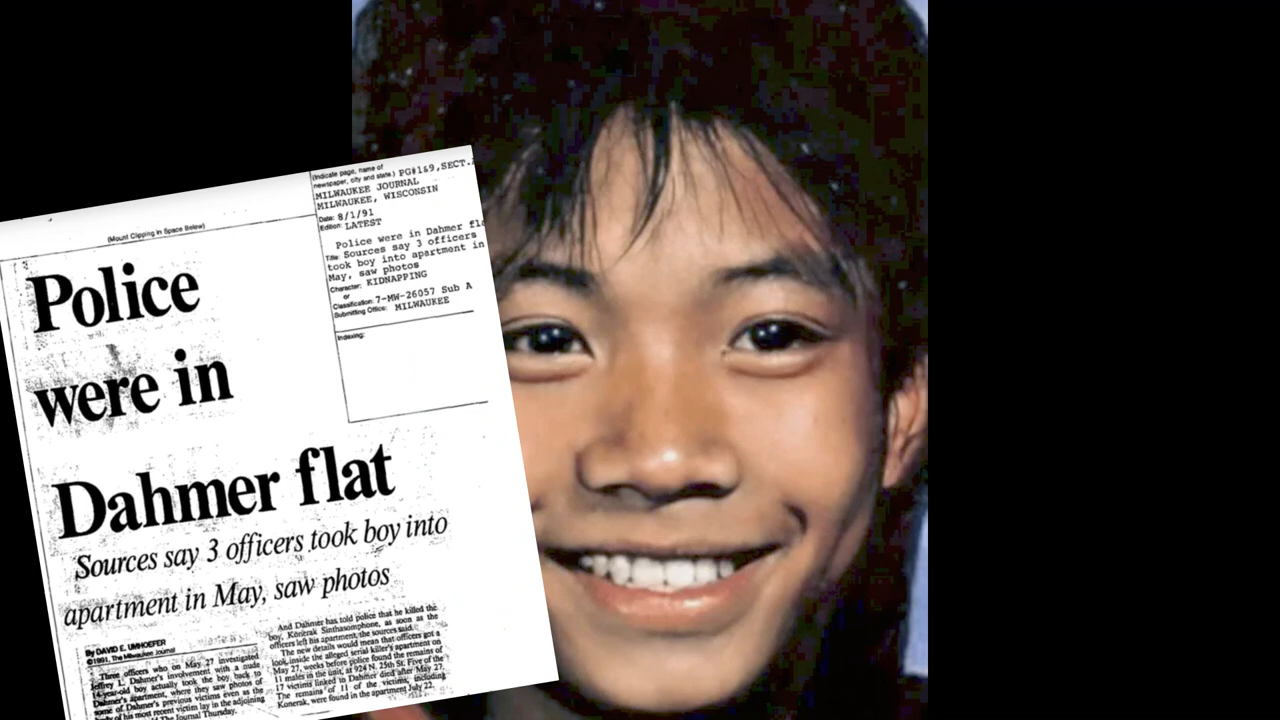 (Indicate page, name of
newspaper, city and state.) PG#1&9,SECT.
MILWAUKEE JOURNAL
MILWAUKEE, WISCONSIN
Date: 8/1/91
Edition: LATEST
Title: Police were in Dahmer fla
Sources say 3 officers
took boy into apartment in
May, saw photos
Character: KIDNAPPING
or
Classification: 7-MW-26057 Sub A
Submitting Office: MILWAUKEE
Indexing:
(Mount Clipping in Space Below)
Police
were in
Dahmer flat
Sources say 3 officers took boy into
apartment in May, saw photos
By DAVID E. UMHOEFER
©1991, The Milwaukee Journal
Three officers who on May 27 investigated
Jeffrey L. Dahmer's involvement with a nude
14-year-old boy actually took the boy back to
Dahmer's apartment, where they saw photos of
some of Dahmer's previous victims even as the
body of his most recent victim lay in the adjoining
The Journal Thursday.
And Dahmer has told police that he killed the
boy, Konerak Sinthasomphone, as soon as the
officers left his apartment, the sources said.
The new details would mean that officers got a
look inside the alleged serial killer's apartment on
May 27, weeks before police found the remains of
11 males in the unit, at 924 N. 25th St. Five of the
17 victims linked to Dahmer died after May 27.
The remains of 11 of the victims, including
Konerak, were found in the apartment July 22.